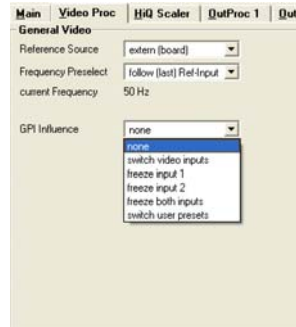 Main Video Proc HiQ Scaler OutProc 1
General Video
Reference Source extern (board)
Frequency Preselect follow (last) Ref-Input
current Frequency 50 Hz
GPI Influence none
none
switch video inputs
freeze input 1
freeze input 2
freeze both inputs
switch user presets